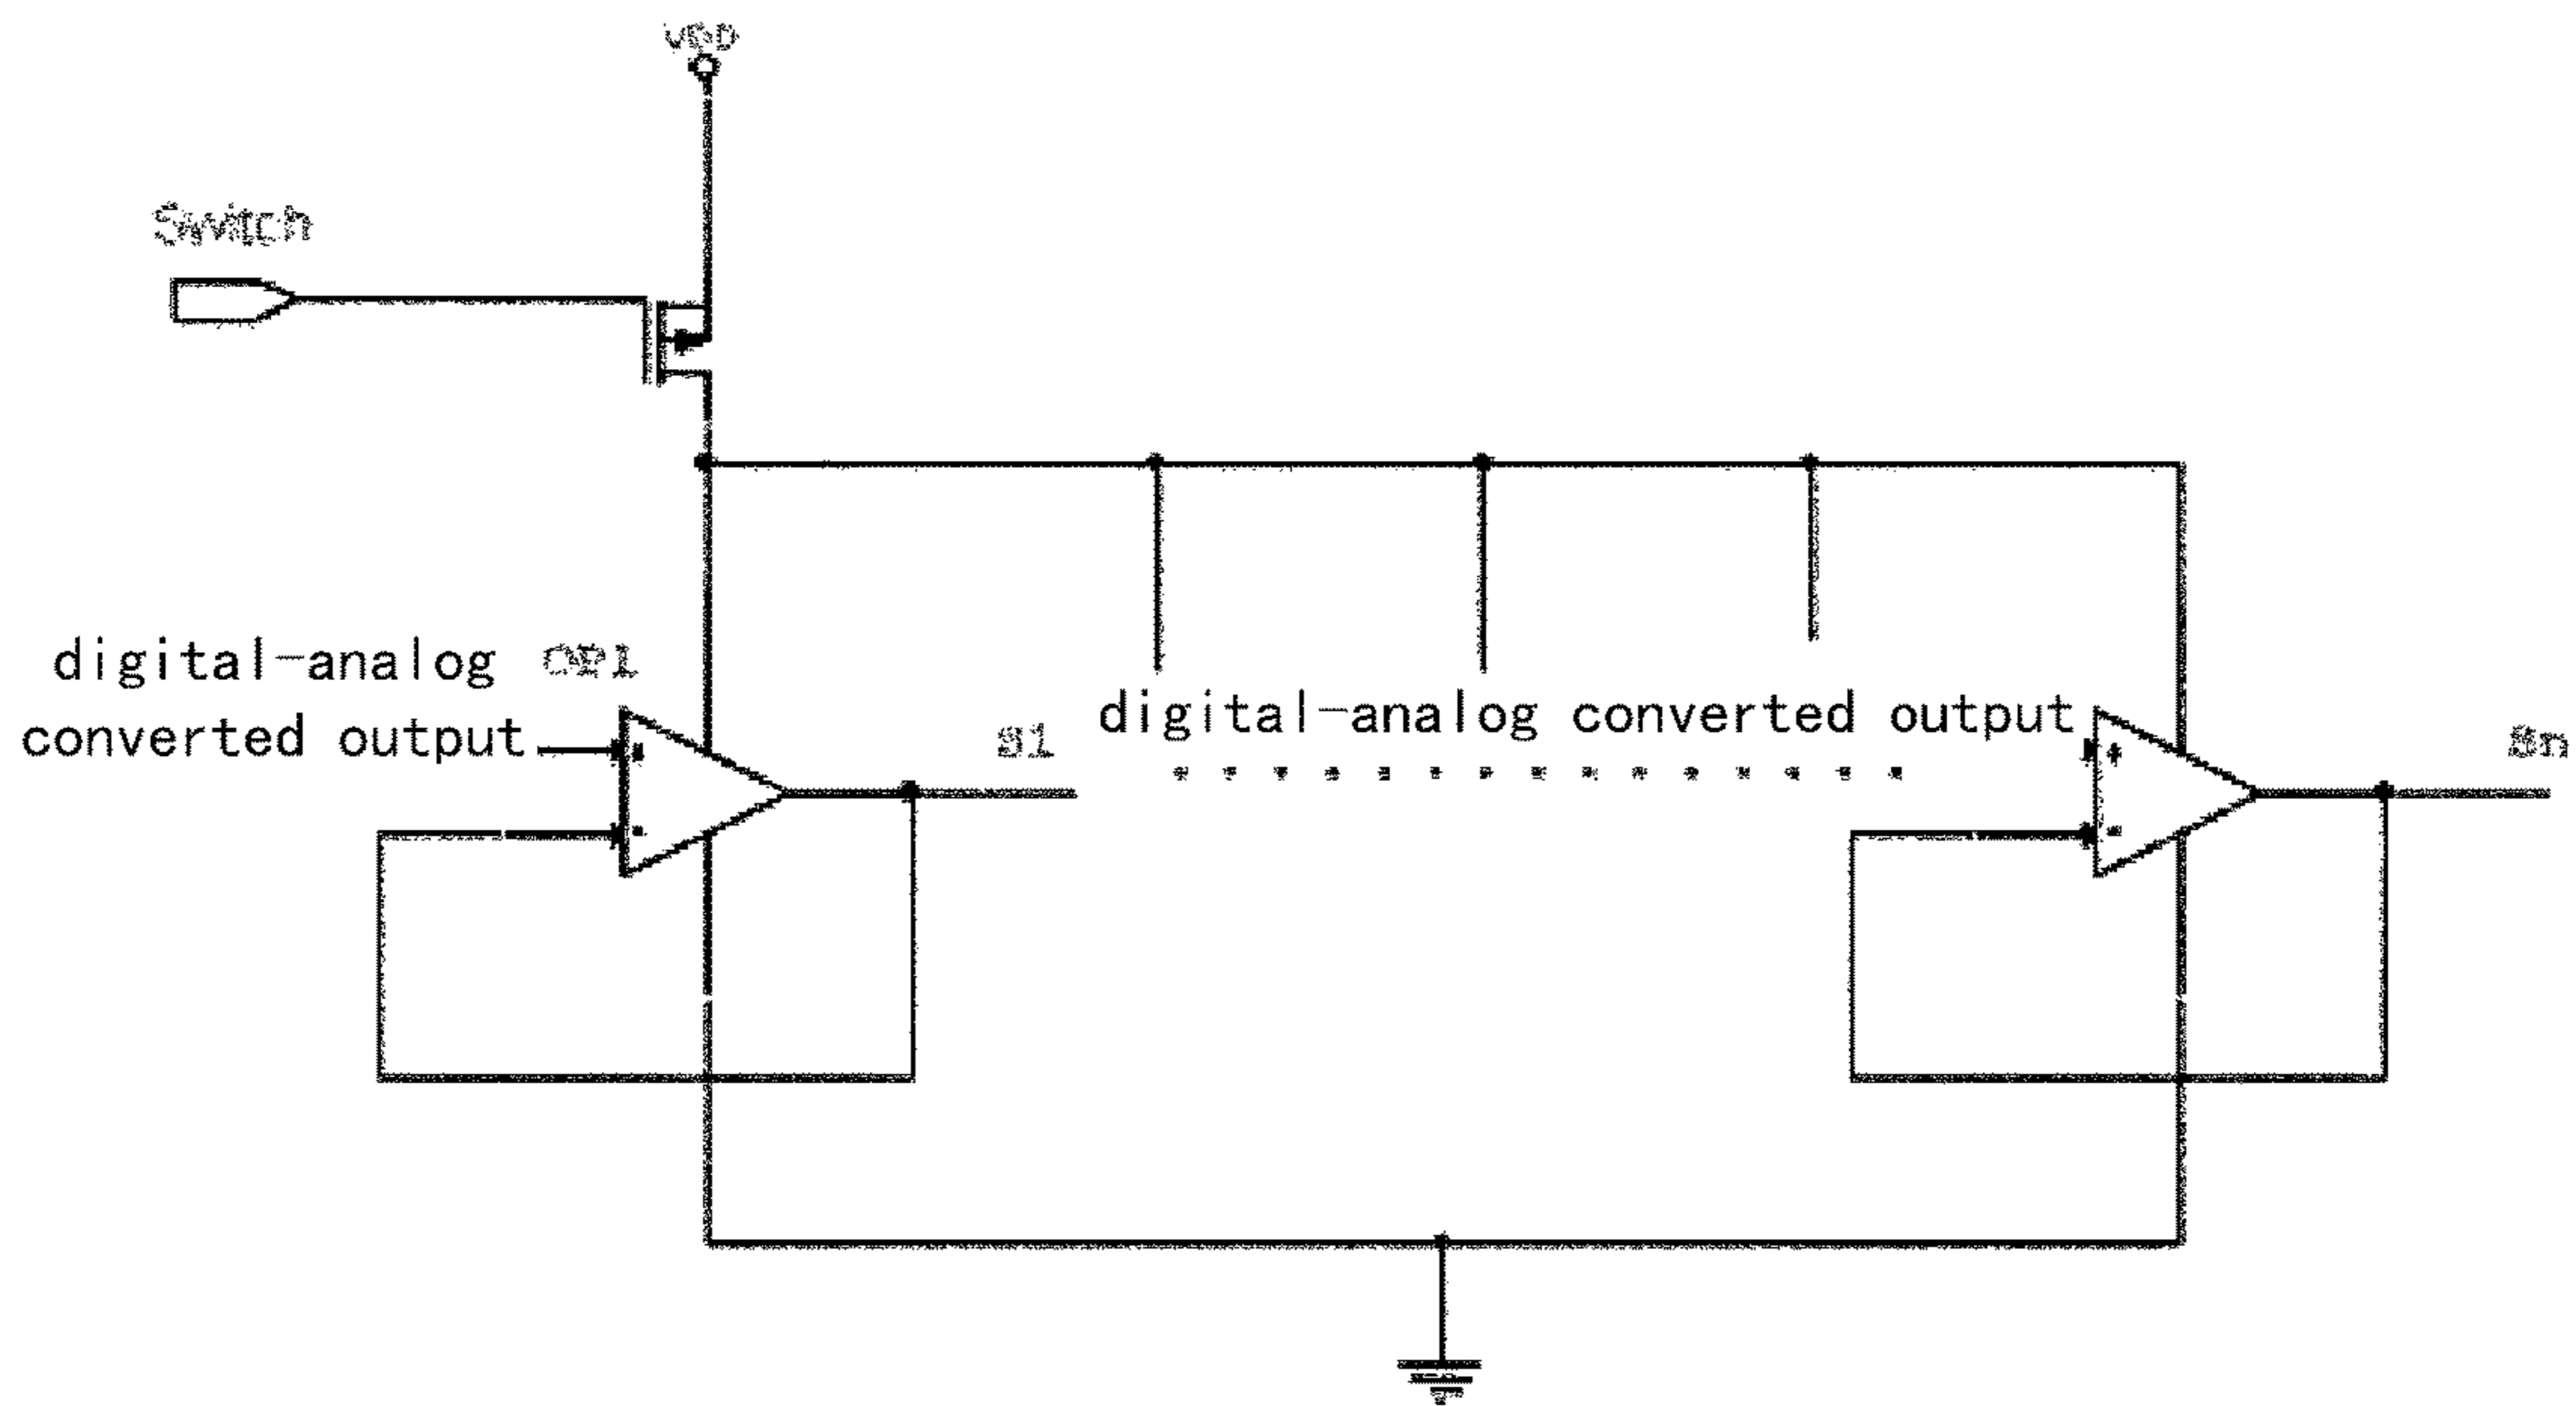 VDD
Switch
digital-analog
converted output
OP1
S1
digital-analog converted output
Sn